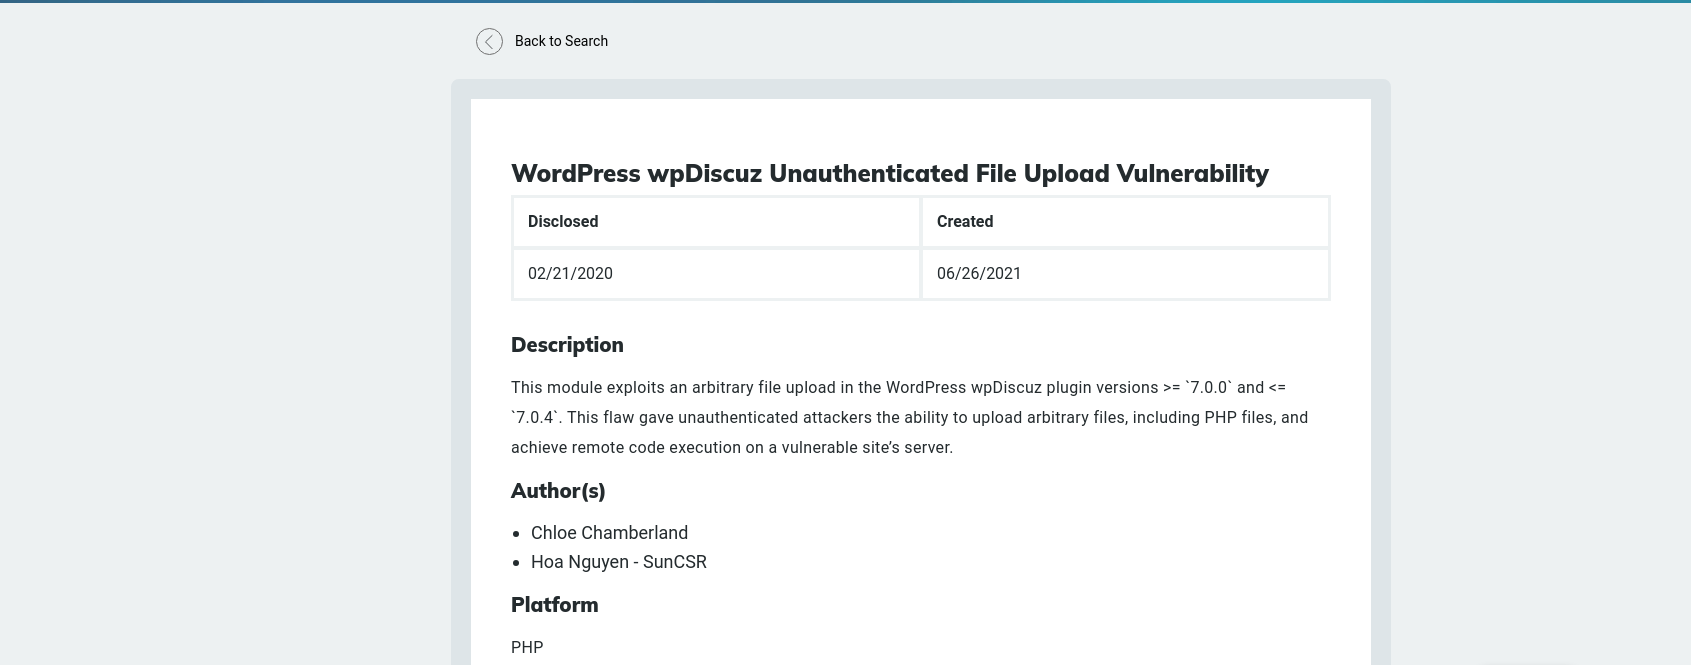 Back to Search
WordPress wpDiscuz Unauthenticated File Upload Vulnerability
Disclosed Created
02/21/2020 06/26/2021
Description
This module exploits an arbitrary file upload in the WordPress wpDiscuz plugin versions >= `7.0.0` and <=
`7.0.4`. This flaw gave unauthenticated attackers the ability to upload arbitrary files, including PHP files, and
achieve remote code execution on a vulnerable site’s server.
Author(s)
• Chloe Chamberland
• Hoa Nguyen - SunCSR
Platform
PHP